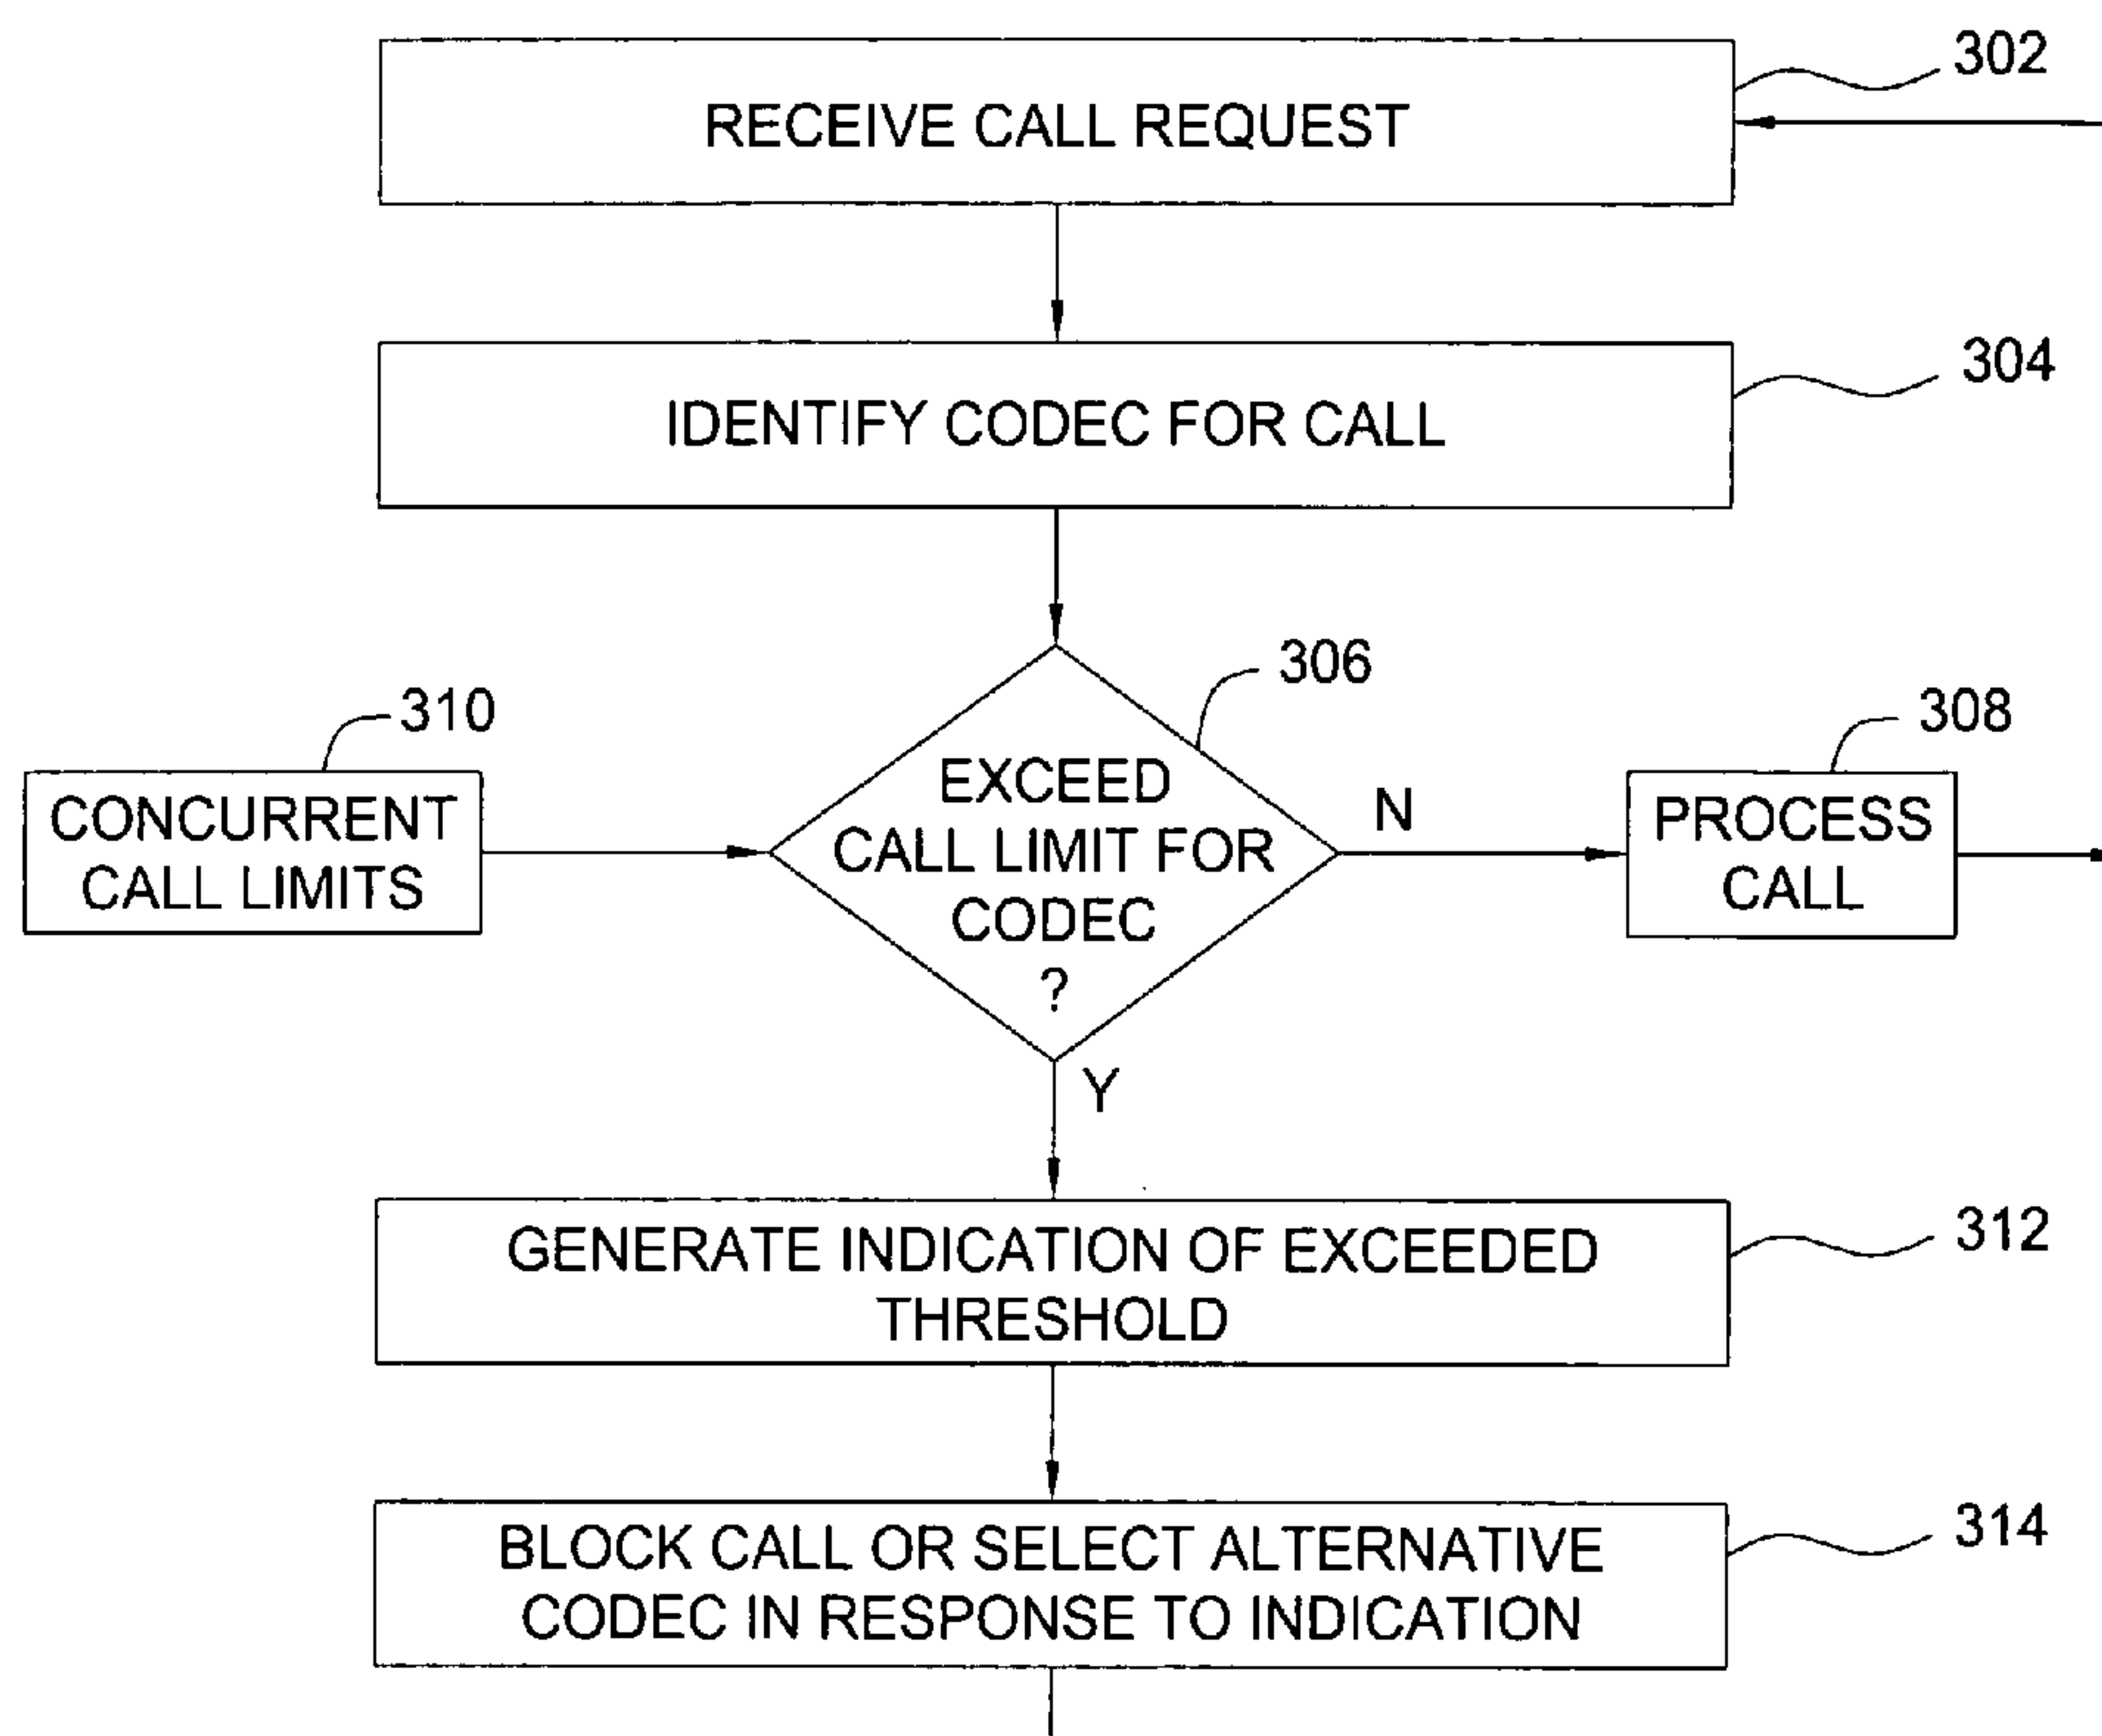 302
RECEIVE CALL REQUEST
304
IDENTIFY CODEC FOR CALL
306
310
308
EXCEED
CALL LIMIT FOR
CODEC
?
CONCURRENT
CALL LIMITS
N
PROCESS
CALL
Y
312
GENERATE INDICATION OF EXCEEDED
THRESHOLD
314
BLOCK CALL OR SELECT ALTERNATIVE
CODEC IN RESPONSE TO INDICATION